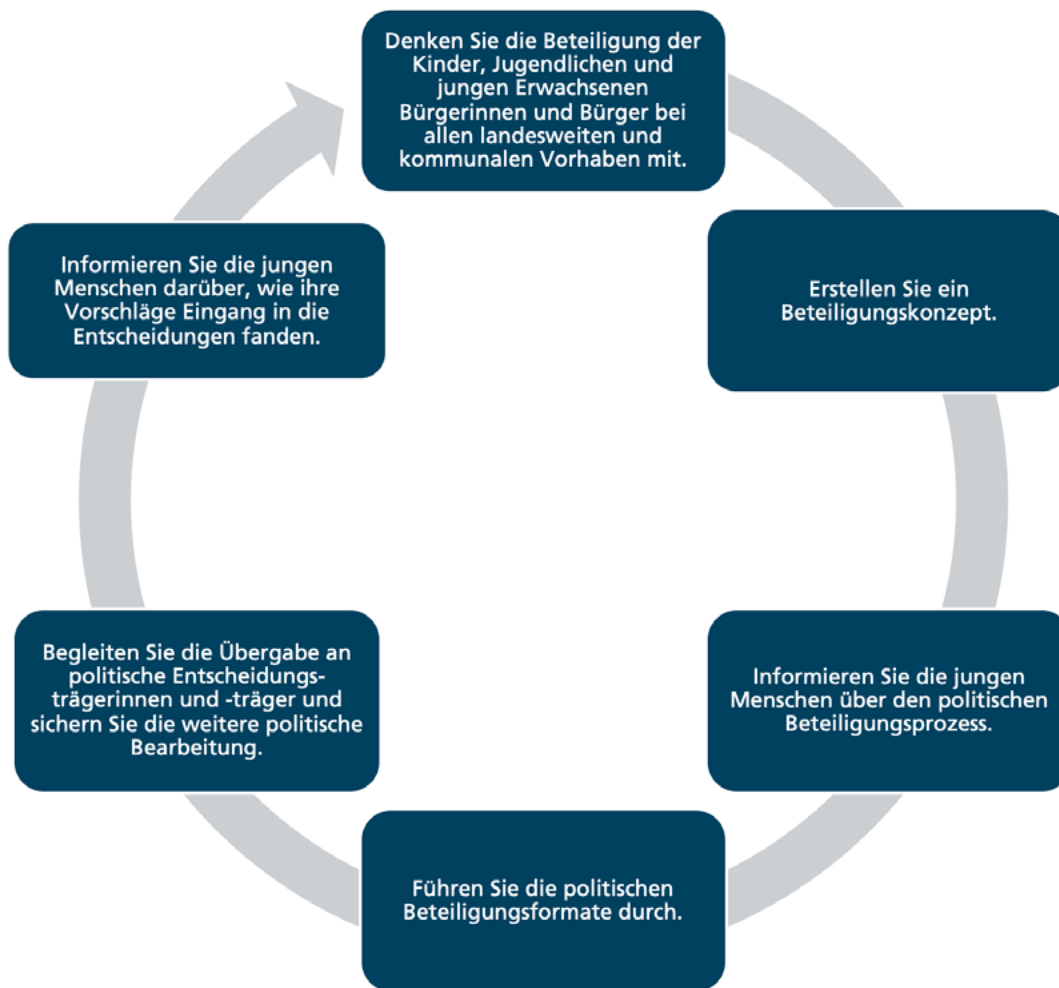 Denken Sie die Beteiligung der
Kinder, Jugendlichen und
jungen Erwachsenen
Bürgerinnen und Bürger bei
allen landesweiten und
kommunalen Vorhaben mit.
Erstellen Sie ein
Beteiligungskonzept.
Informieren Sie die jungen
Menschen über den politischen
Beteiligungsprozess.
Führen Sie die politischen
Beteiligungsformate durch.
Begleiten Sie die Übergabe an
politische Entscheidungs-
trägerinnen und -träger und
sichern Sie die weitere politische
Bearbeitung.
Informieren Sie die jungen
Menschen darüber, wie ihre
Vorschläge Eingang in die
Entscheidungen fanden.